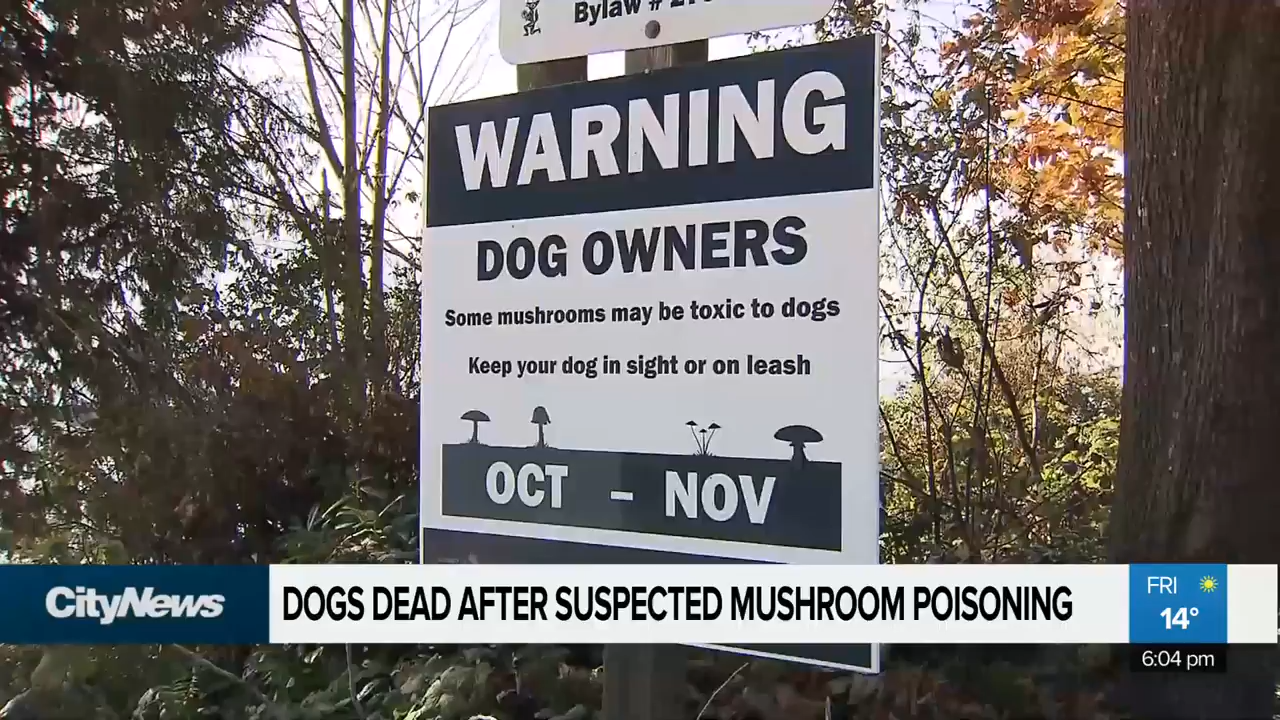 Bylaw #
WARNING
DOG OWNERS
Some mushrooms may be toxic to dogs
Keep your dog in sight or on leash
OCT – NOV
CityNews
DOGS DEAD AFTER SUSPECTED MUSHROOM POISONING
FRI
14°
6:04 pm